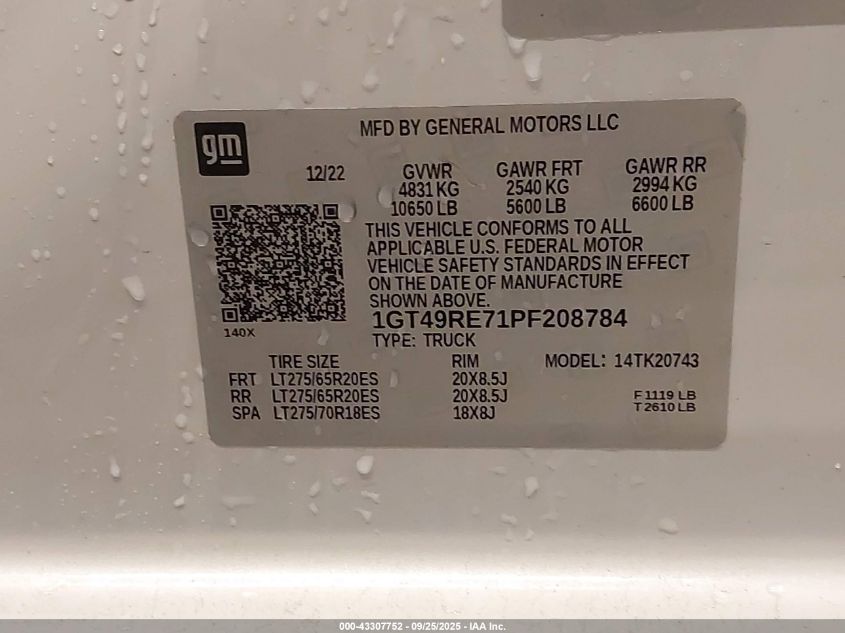 gm
MFD BY GENERAL MOTORS LLC
12/22
GVWR GAWR FRT GAWR RR
4831 KG 2540 KG 2994 KG
10650 LB 5600 LB 6600 LB
THIS VEHICLE CONFORMS TO ALL
APPLICABLE U.S. FEDERAL MOTOR
VEHICLE SAFETY STANDARDS IN EFFECT
ON THE DATE OF MANUFACTURE
SHOWN ABOVE.
140X
1GT49RE71PF208784
TYPE: TRUCK
TIRE SIZE RIM MODEL: 14TK20743
FRT LT275/65R20ES 20X8.5J
RR LT275/65R20ES 20X8.5J F 1119 LB
SPA LT275/70R18ES 18X8J T 2610 LB
000-43307752 - 09/25/2025 - IAA Inc.